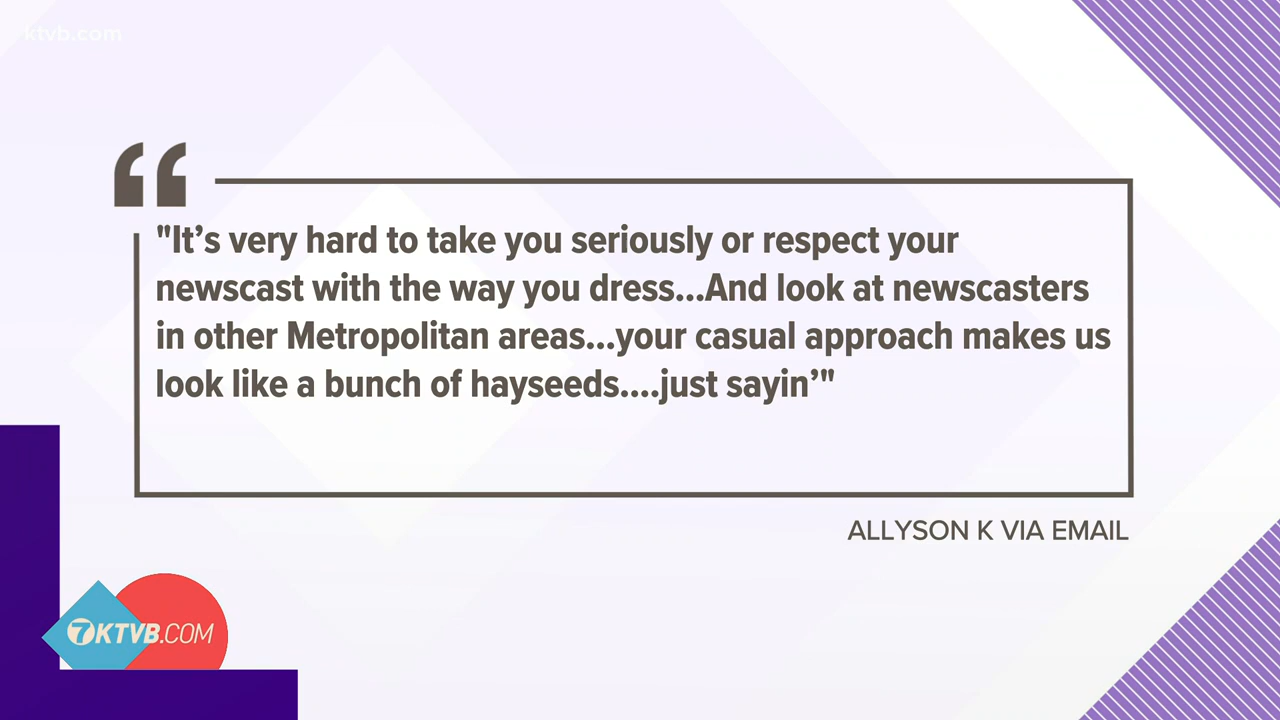 ktvb.com
"It’s very hard to take you seriously or respect your
newscast with the way you dress...And look at newscasters
in other Metropolitan areas...your casual approach makes us
look like a bunch of hayseeds....just sayin’"
ALLYSON K VIA EMAIL
7KTVB.COM